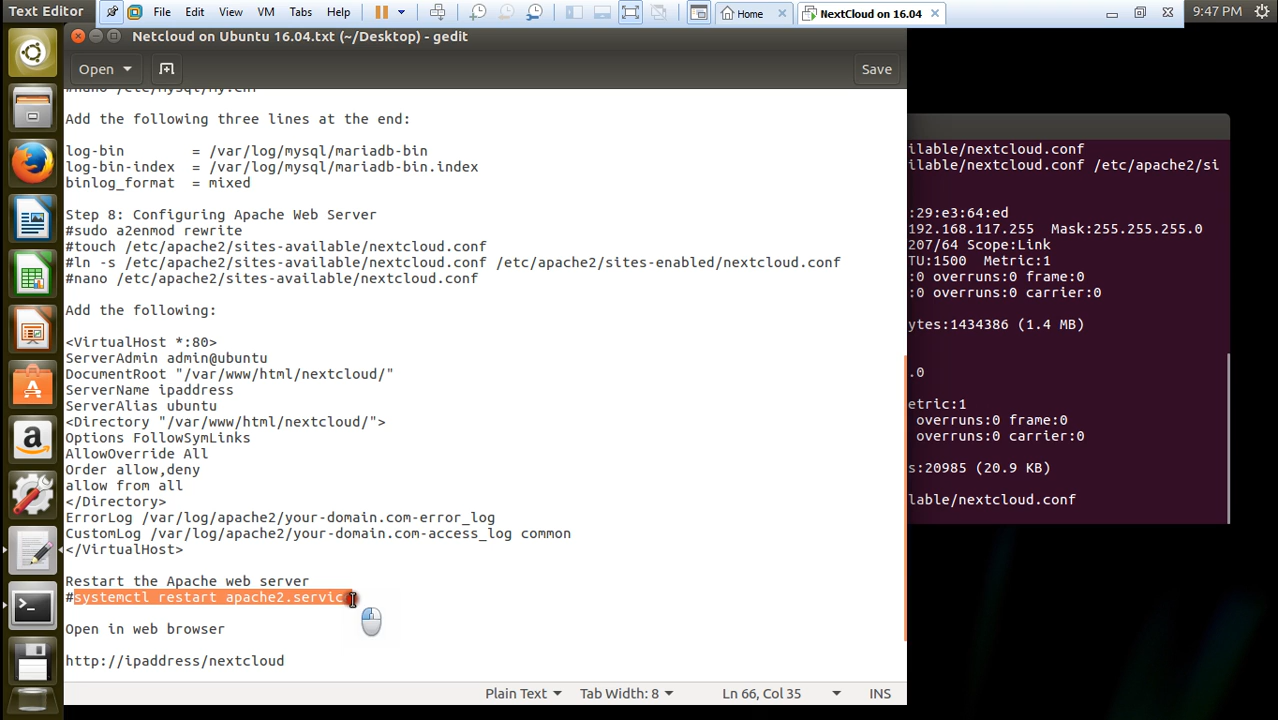 Text Editor
File Edit View VM Tabs Help
Home
NextCloud on 16.04
9:47 PM
Netcloud on Ubuntu 16.04.txt (~/Desktop) - gedit
Open
Save
#nano /etc/mysql/my.cnf
Add the following three lines at the end:
log-bin = /var/log/mysql/mariadb-bin
log-bin-index = /var/log/mysql/mariadb-bin.index
binlog_format = mixed
Step 8: Configuring Apache Web Server
#sudo a2enmod rewrite
#touch /etc/apache2/sites-available/nextcloud.conf
#ln -s /etc/apache2/sites-available/nextcloud.conf /etc/apache2/sites-enabled/nextcloud.conf
#nano /etc/apache2/sites-available/nextcloud.conf
Add the following:
<VirtualHost *:80>
ServerAdmin admin@ubuntu
DocumentRoot "/var/www/html/nextcloud/"
ServerName ipaddress
ServerAlias ubuntu
<Directory "/var/www/html/nextcloud/">
Options FollowSymLinks
AllowOverride All
Order allow,deny
allow from all
</Directory>
ErrorLog /var/log/apache2/your-domain.com-error_log
CustomLog /var/log/apache2/your-domain.com-access_log common
</VirtualHost>
Restart the Apache web server
#systemctl restart apache2.servic
Open in web browser
http://ipaddress/nextcloud
Plain Text Tab Width: 8 Ln 66, Col 35 INS
ilable/nextcloud.conf
ilable/nextcloud.conf /etc/apache2/si
:29:e3:64:ed
192.168.117.255 Mask:255.255.255.0
207/64 Scope:Link
TU:1500 Metric:1
:0 overruns:0 frame:0
:0 overruns:0 carrier:0
ytes:1434386 (1.4 MB)
.0
etric:1
overruns:0 frame:0
overruns:0 carrier:0
s:20985 (20.9 KB)
lable/nextcloud.conf